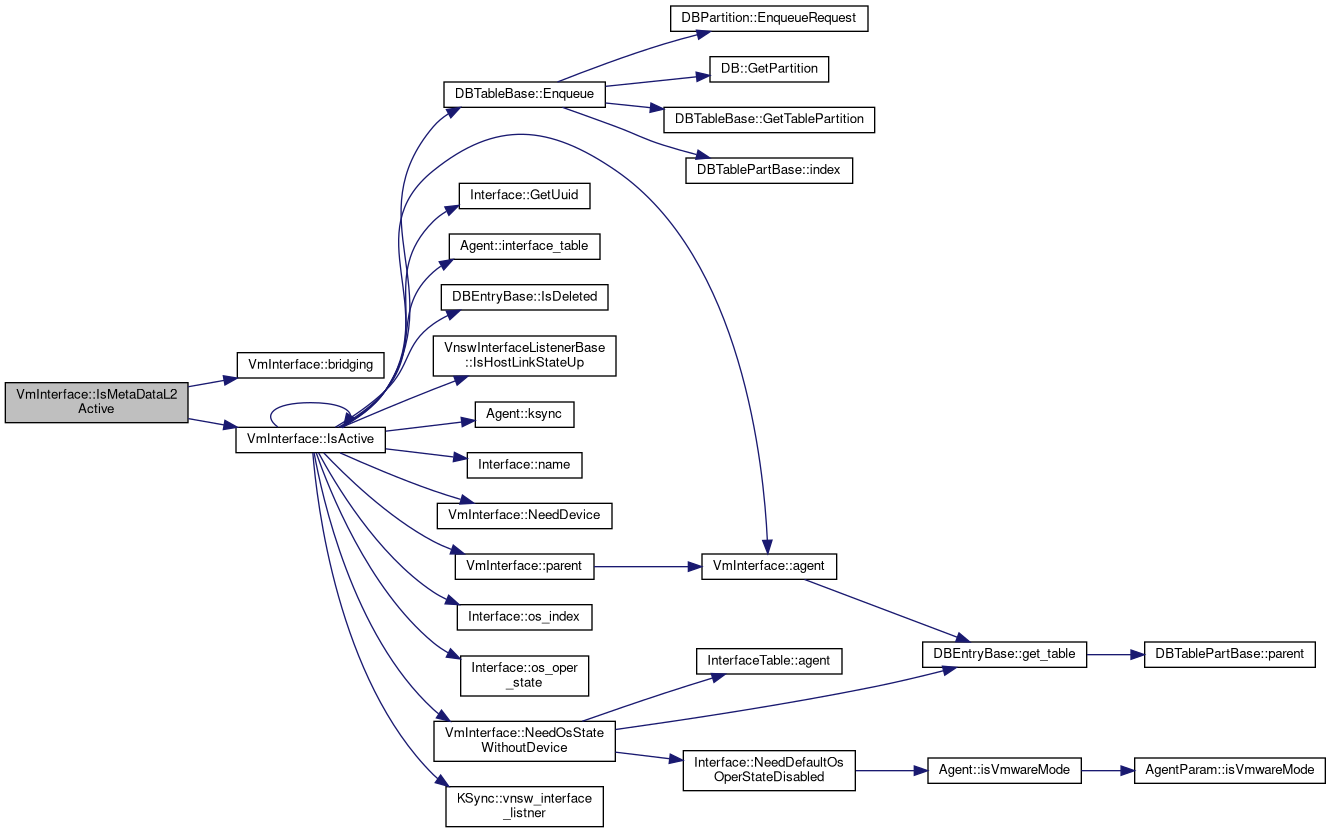 DBPartition::EnqueueRequest
DB::GetPartition
DBTableBase::Enqueue
DBTableBase::GetTablePartition
DBTablePartBase::index
Interface::GetUuid
Agent::interface_table
DBEntryBase::IsDeleted
VnswInterfaceListenerBase
::IsHostLinkStateUp
VmInterface::bridging
VmInterface::IsMetaDataL2
Active
Agent::ksync
VmInterface::IsActive
Interface::name
VmInterface::NeedDevice
VmInterface::parent
VmInterface::agent
Interface::os_index
DBEntryBase::get_table
DBTablePartBase::parent
InterfaceTable::agent
Interface::os_oper
_state
VmInterface::NeedOsState
WithoutDevice
Interface::NeedDefaultOs
OperStateDisabled
Agent::isVmwareMode
AgentParam::isVmwareMode
KSync::vnsw_interface
_listner